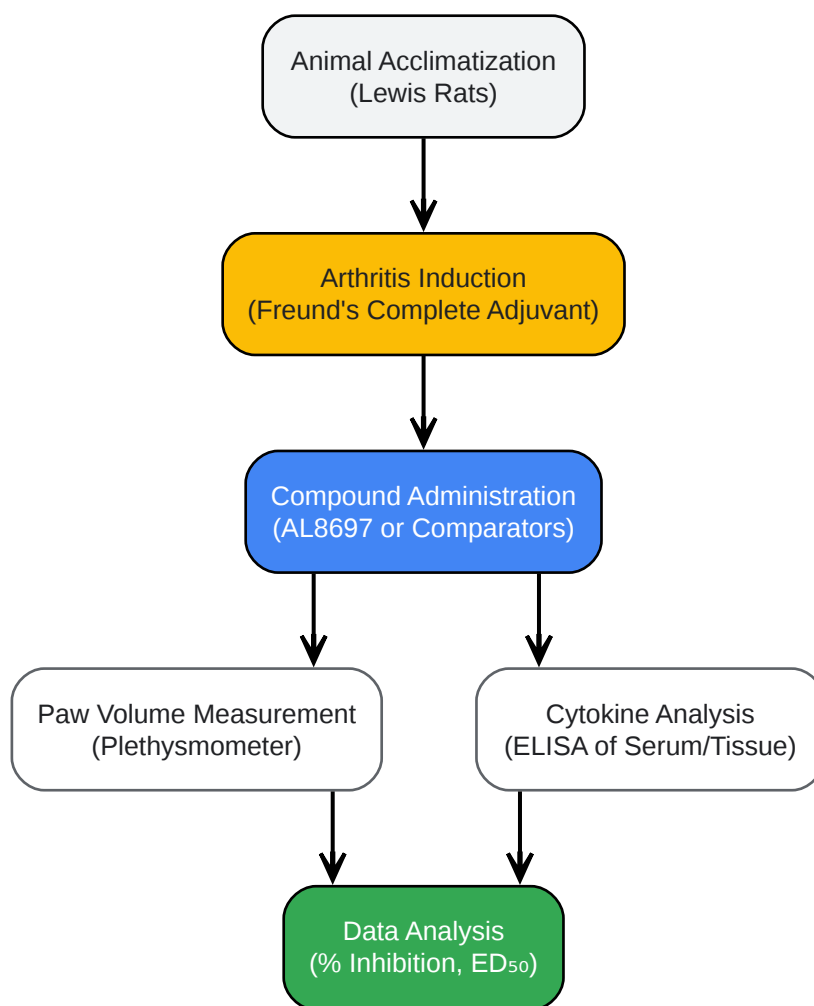 Animal Acclimatization
(Lewis Rats)
Arthritis Induction
(Freund's Complete Adjuvant)
Compound Administration
(AL8697 or Comparators)
Paw Volume Measurement
(Plethysmometer)
Cytokine Analysis
(ELISA of Serum/Tissue)
Data Analysis
(% Inhibition, ED₅₀)